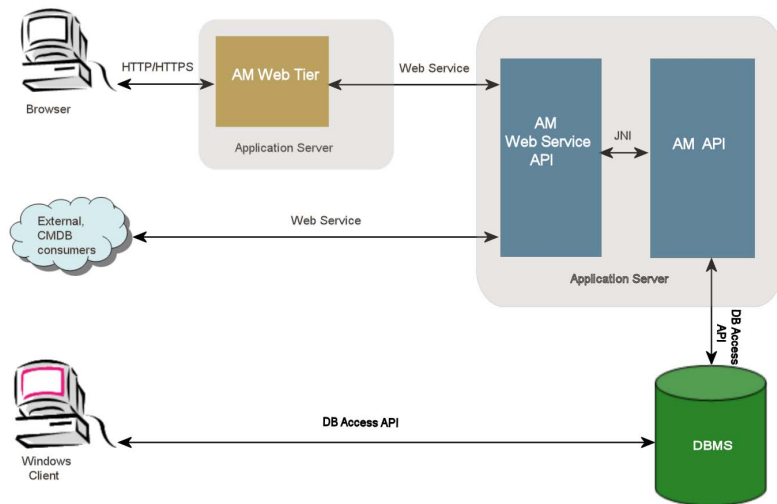 HTTP/HTTPS
AM Web Tier
Web Service
Browser
Application Server
AM
Web Service
API
JNI
AM API
External,
CMDB
consumers
Web Service
Application Server
DB Access
API
DB Access API
DBMS
Windows
Client